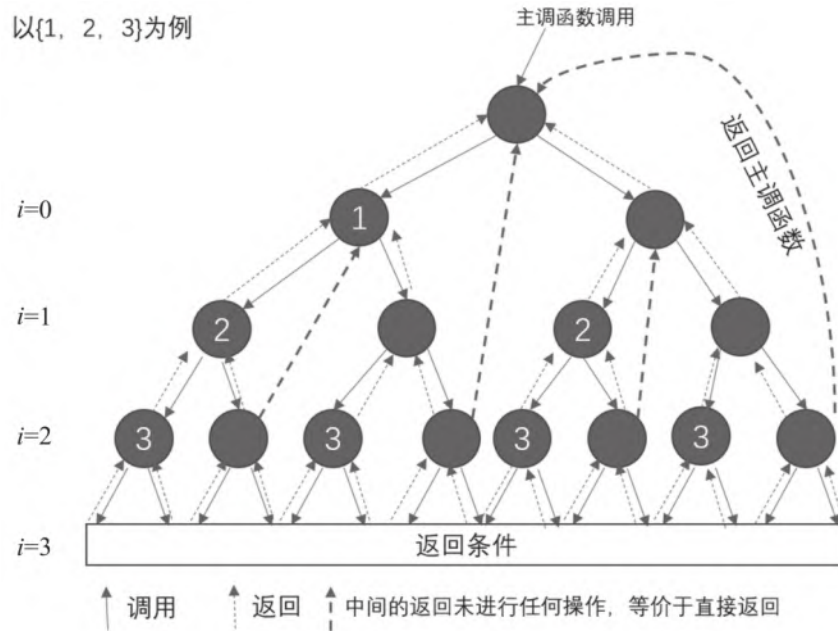 以{1，2，3}为例
主调函数调用
返回主调函数
i=0
1
i=1
2
2
i=2
3
3
3
3
i=3
返回条件
调用
返回
中间的返回未进行任何操作，等价于直接返回